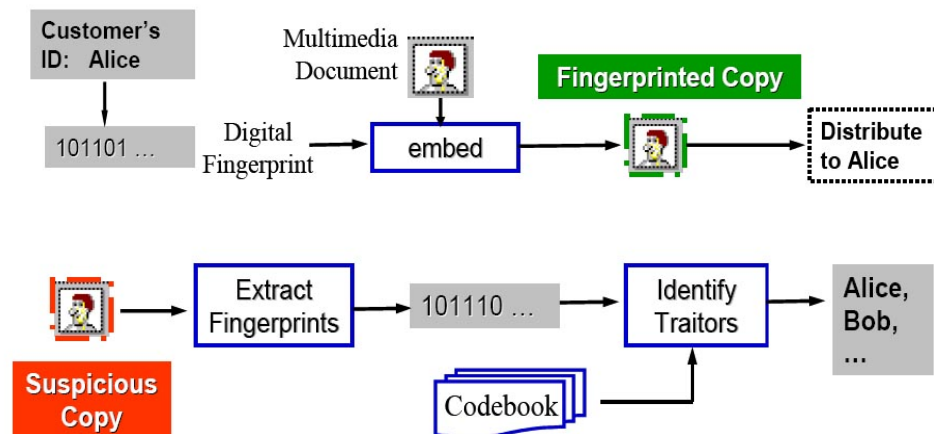 Customer's
ID: Alice
Multimedia
Document
Fingerprinted Copy
101101 ...
Digital
Fingerprint
embed
Distribute
to Alice
Extract
Fingerprints
101110 ...
Identify
Traitors
Alice,
Bob,
...
Suspicious
Copy
Codebook